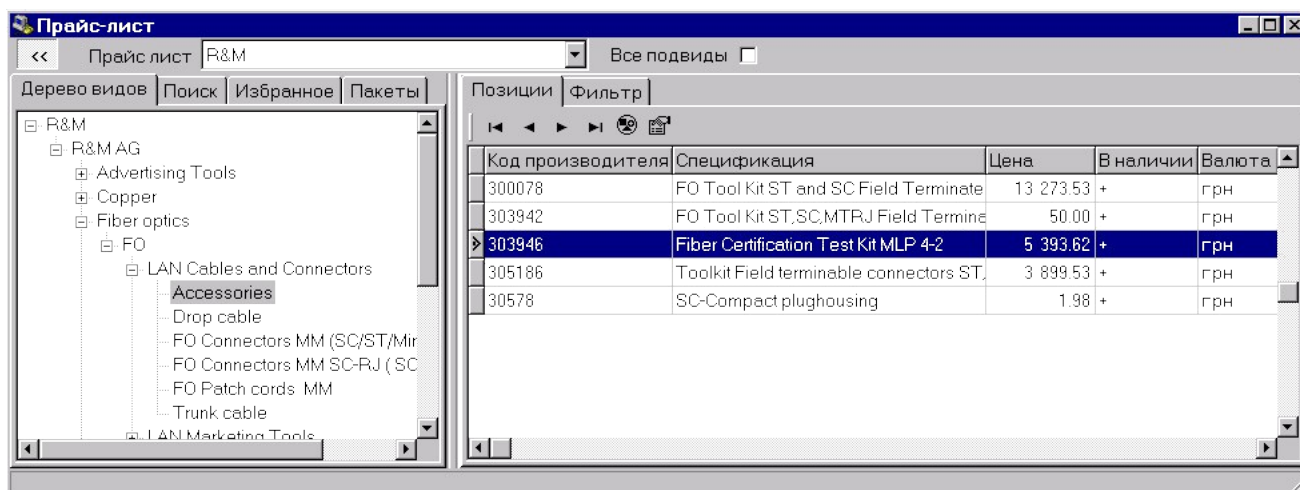 Прайс-лист
<< Прайс лист R&M Все подвиды
Дерево видов Поиск Избранное Пакеты
R&M
R&M AG
Advertising Tools
Copper
Fiber optics
FO
LAN Cables and Connectors
Accessories
Drop cable
FO Connectors MM (SC/ST/Mir
FO Connectors MM SC-RJ ( SC
FO Patch cords MM
Trunk cable
LAN Marketing Tools
Позиции Фильтр
Код производителя Спецификация Цена В наличии Валюта
300078 FO Tool Kit ST and SC Field Terminate 13 273.53 + грн
303942 FO Tool Kit ST,SC,MTRJ Field Termina 50.00 + грн
303946 Fiber Certification Test Kit MLP 4-2 5 393.62 + грн
305186 Toolkit Field terminable connectors ST, 3 899.53 + грн
30578 SC-Compact plughousing 1.98 + грн